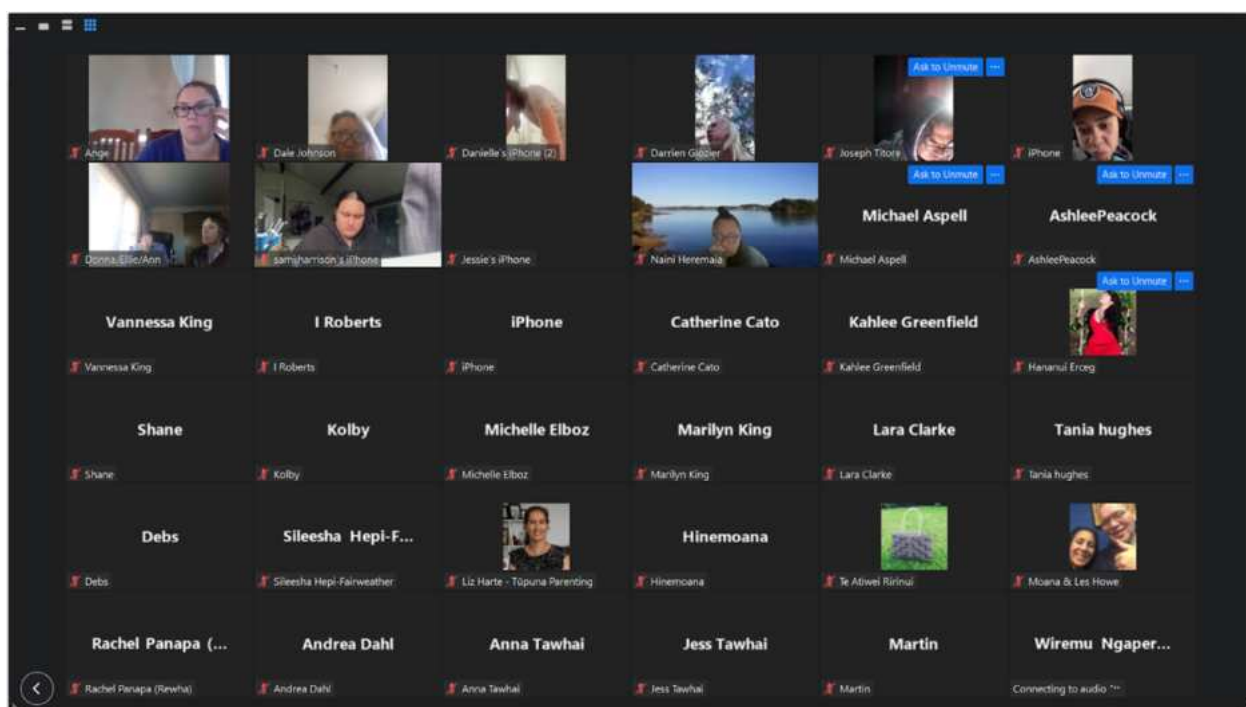 Ask to Unmute ...
Ange
Dale Johnson
Danielle's iPhone (2)
Darrien Glozier
Joseph Titore
iPhone
Ask to Unmute ...
Ask to Unmute ...
Michael Aspell
AshleePeacock
Donna,Ellie/Ann
samjharrison's iPhone
Jessie's iPhone
Naini Heremaia
Michael Aspell
AshleePeacock
Ask to Unmute ...
Vannessa King
I Roberts
iPhone
Catherine Cato
Kahlee Greenfield
Vannessa King
I Roberts
iPhone
Catherine Cato
Kahlee Greenfield
Hananui Erceg
Shane
Kolby
Michelle Elboz
Marilyn King
Lara Clarke
Tania hughes
Shane
Kolby
Michelle Elboz
Marilyn King
Lara Clarke
Tania hughes
Debs
Sileesha Hepi-F...
Hinemoana
Debs
Sileesha Hepi-Fairweather
Liz Harte - Tūpuna Parenting
Hinemoana
Te Atiwei Ririnui
Moana & Les Howe
Rachel Panapa (...
Andrea Dahl
Anna Tawhai
Jess Tawhai
Martin
Wiremu Ngaper...
Rachel Panapa (Rewha)
Andrea Dahl
Anna Tawhai
Jess Tawhai
Martin
Connecting to audio ...